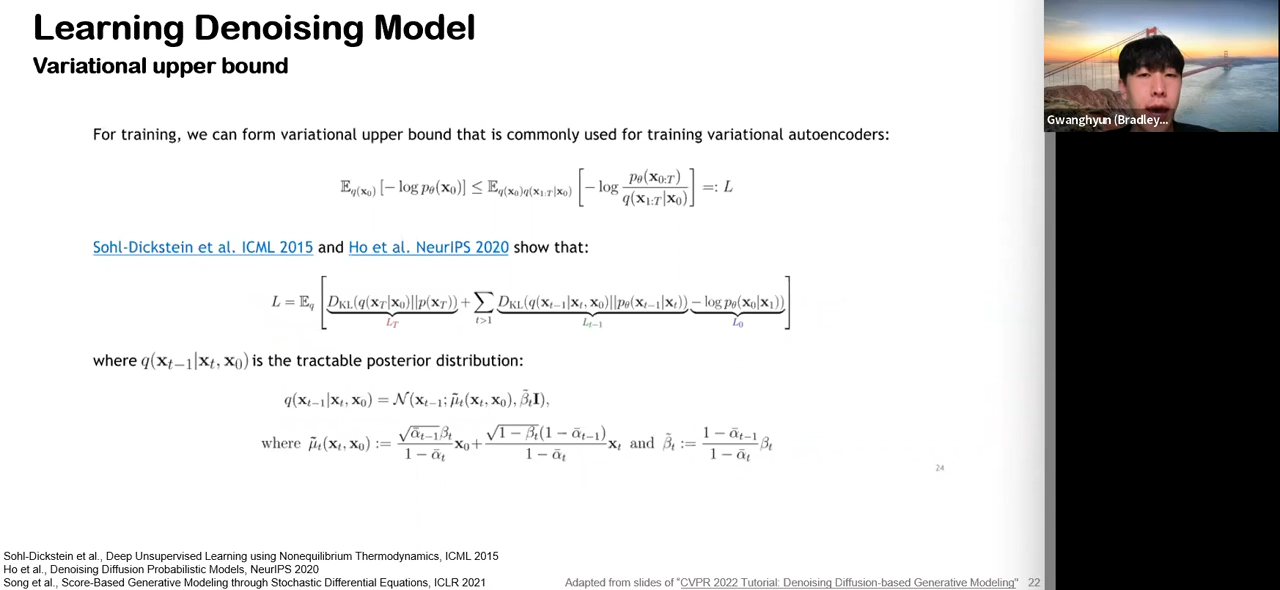 Learning Denoising Model
Variational upper bound
Gwanghyun (Bradley...
For training, we can form variational upper bound that is commonly used for training variational autoencoders:
𝔼_{q(𝐱₀)} [− log p_θ(𝐱₀)] ≤ 𝔼_{q(𝐱₀)q(𝐱_{1:T}|𝐱₀)} [− log p_θ(𝐱_{0:T}) / q(𝐱_{1:T}|𝐱₀)] =: L
Sohl-Dickstein et al. ICML 2015 and Ho et al. NeurIPS 2020 show that:
L = 𝔼_q [D_KL(q(𝐱_T|𝐱₀)||p(𝐱_T)) + ∑_{t>1} D_KL(q(𝐱_{t−1}|𝐱_t, 𝐱₀)||p_θ(𝐱_{t−1}|𝐱_t)) − log p_θ(𝐱₀|𝐱₁))]
L_T L_{t−1} L₀
where q(𝐱_{t−1}|𝐱_t, 𝐱₀) is the tractable posterior distribution:
q(𝐱_{t−1}|𝐱_t, 𝐱₀) = 𝒩(𝐱_{t−1}; μ̃_t(𝐱_t, 𝐱₀), β̃_t𝐈),
where μ̃_t(𝐱_t, 𝐱₀) := (√ᾱ_{t−1}β_t)/(1 − ᾱ_t) 𝐱₀ + (√(1 − β_t)(1 − ᾱ_{t−1}))/(1 − ᾱ_t) 𝐱_t and β̃_t := (1 − ᾱ_{t−1})/(1 − ᾱ_t) β_t
24
Sohl-Dickstein et al., Deep Unsupervised Learning using Nonequilibrium Thermodynamics, ICML 2015
Ho et al., Denoising Diffusion Probabilistic Models, NeurIPS 2020
Song et al., Score-Based Generative Modeling through Stochastic Differential Equations, ICLR 2021
Adapted from slides of "CVPR 2022 Tutorial: Denoising Diffusion-based Generative Modeling" 22